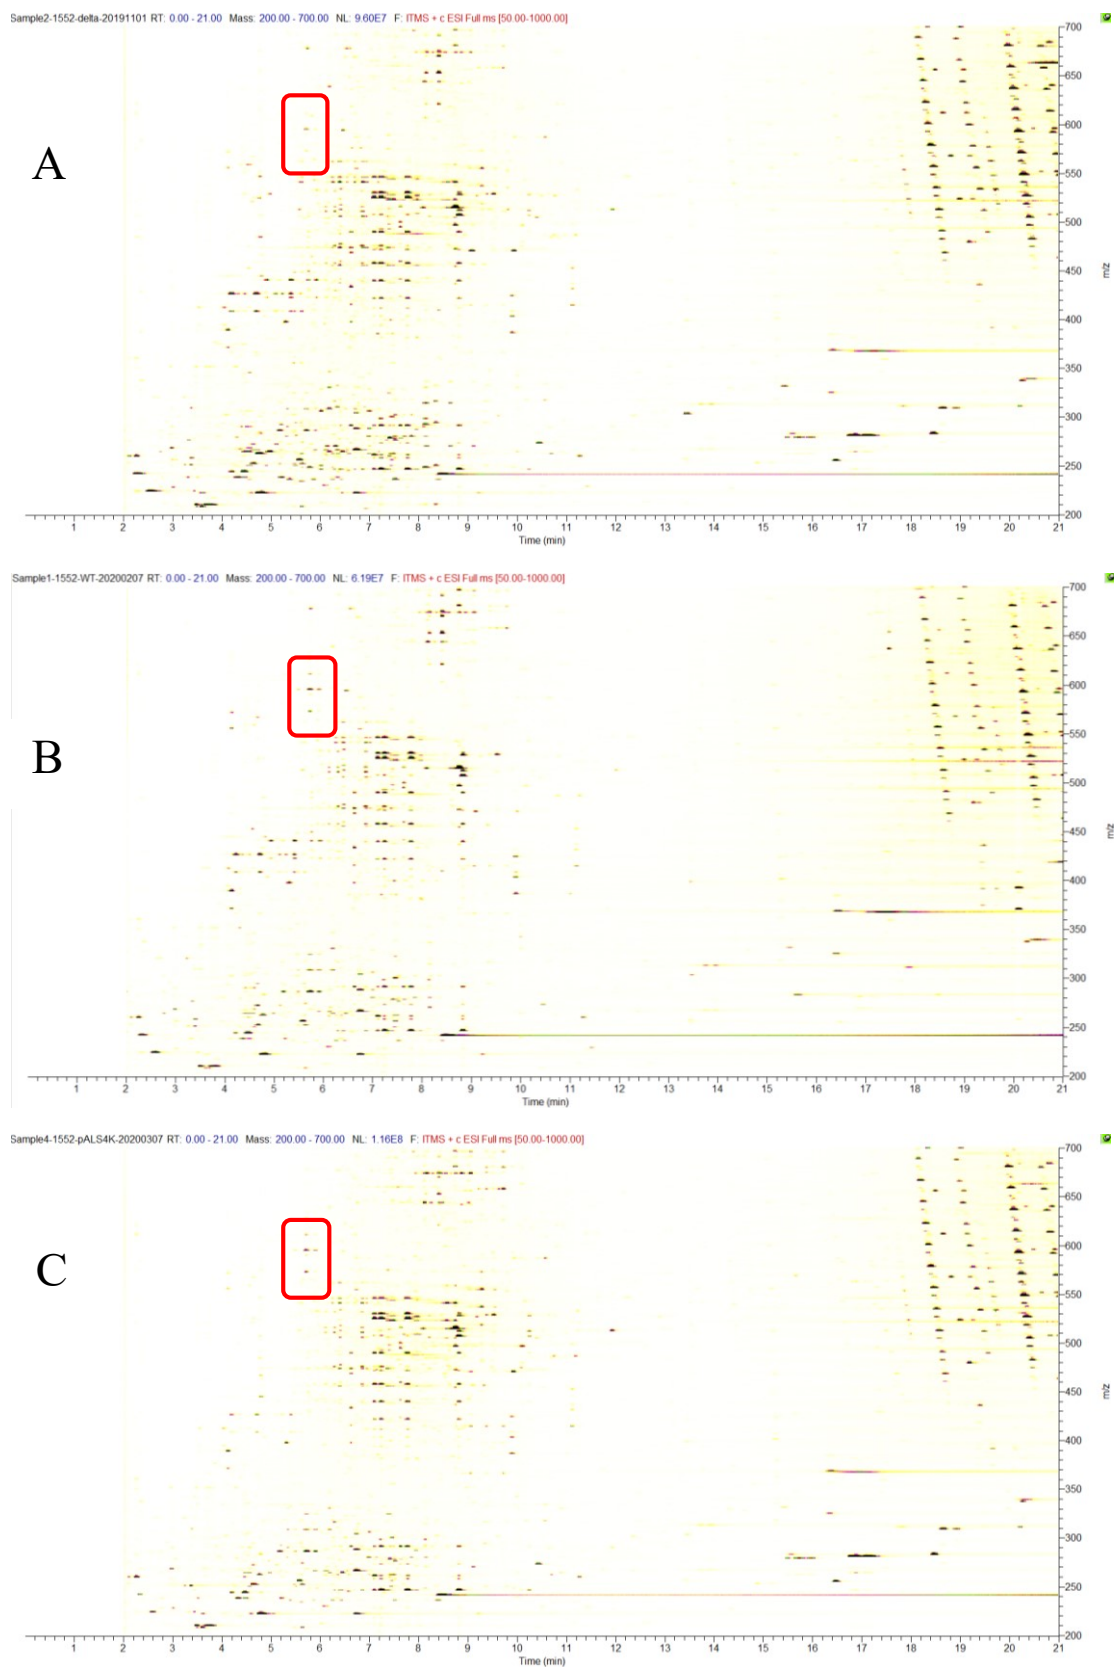 Sample2-1552-delta-20191101 RT: 0.00 - 21.00 Mass: 200.00 - 700.00 NL: 9.60E7 F: ITMS + c ESI Full ms [50.00-1000.00]
700
650
600
A
550
500
450
m/z
400
350
300
250
200
1 2 3 4 5 6 7 8 9 10 11 12 13 14 15 16 17 18 19 20 21
Time (min)
Sample1-1552-WT-20200207 RT: 0.00 - 21.00 Mass: 200.00 - 700.00 NL: 6.19E7 F: ITMS + c ESI Full ms [50.00-1000.00]
700
650
600
B
550
500
450
m/z
400
350
300
250
200
1 2 3 4 5 6 7 8 9 10 11 12 13 14 15 16 17 18 19 20 21
Time (min)
Sample4-1552-pALS4K-20200307 RT: 0.00 - 21.00 Mass: 200.00 - 700.00 NL: 1.16E8 F: ITMS + c ESI Full ms [50.00-1000.00]
700
650
600
C
550
500
450
m/z
400
350
300
250
200
1 2 3 4 5 6 7 8 9 10 11 12 13 14 15 16 17 18 19 20 21
Time (min)